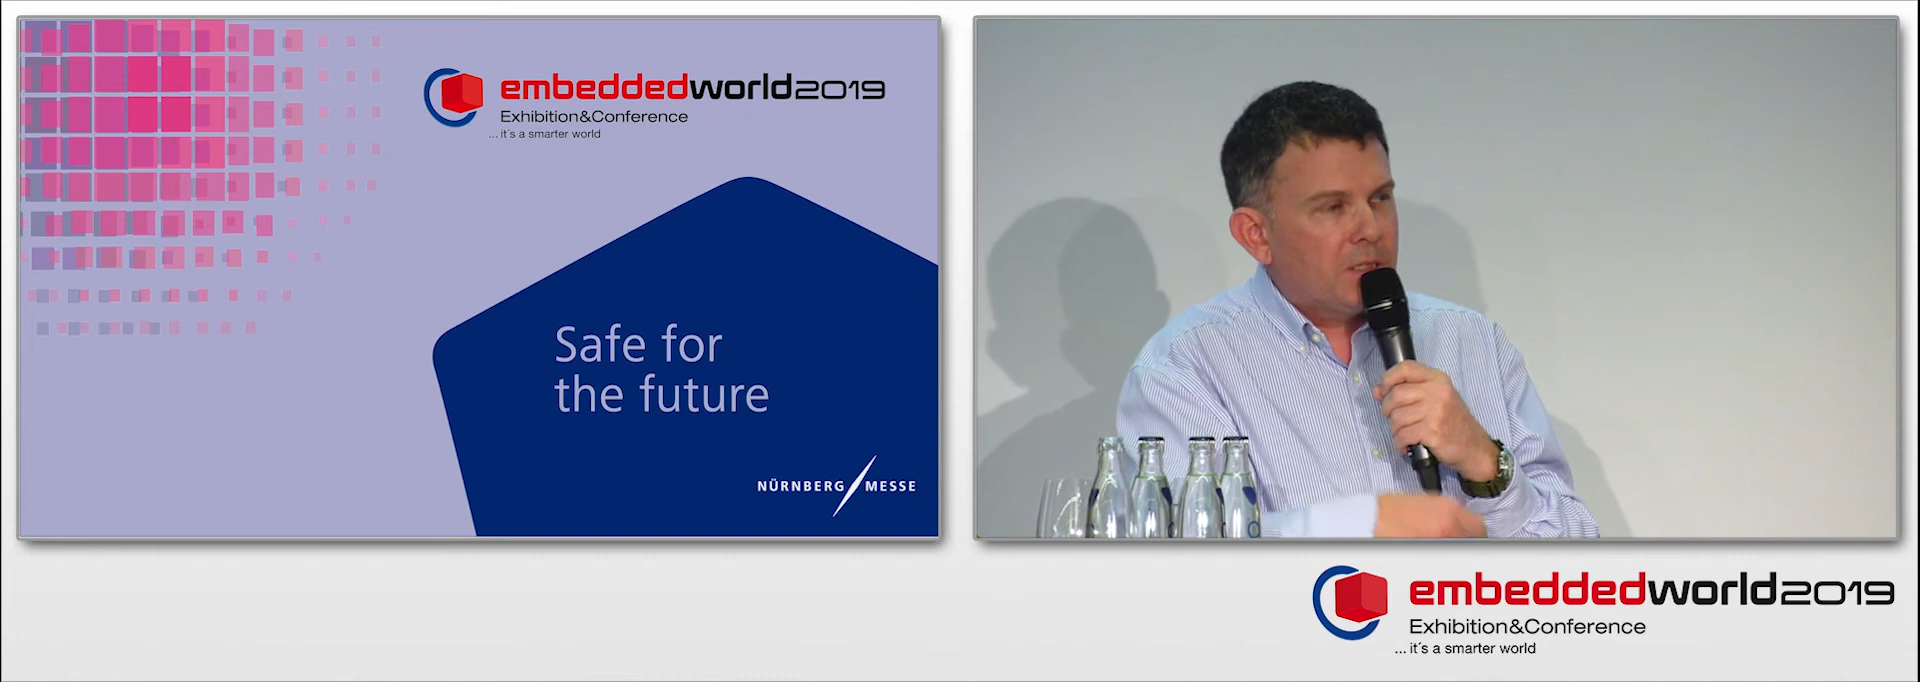 embeddedworld2019
Exhibition&Conference
... it´s a smarter world
Safe for
the future
NÜRNBERG MESSE
embeddedworld2019
Exhibition&Conference
... it´s a smarter world